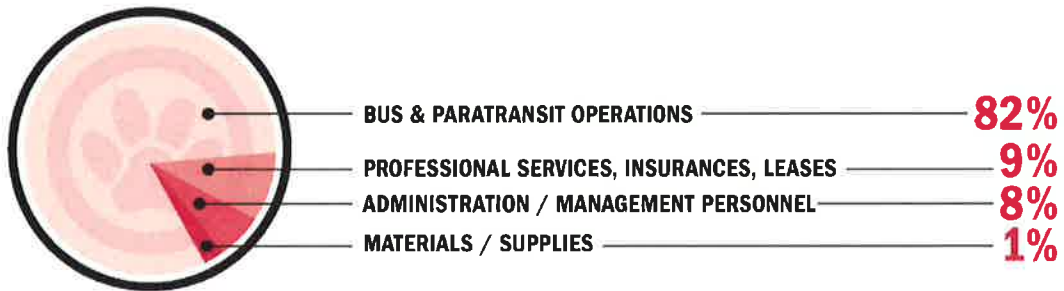 BUS & PARATRANSIT OPERATIONS 82%
PROFESSIONAL SERVICES, INSURANCES, LEASES 9%
ADMINISTRATION / MANAGEMENT PERSONNEL 8%
MATERIALS / SUPPLIES 1%